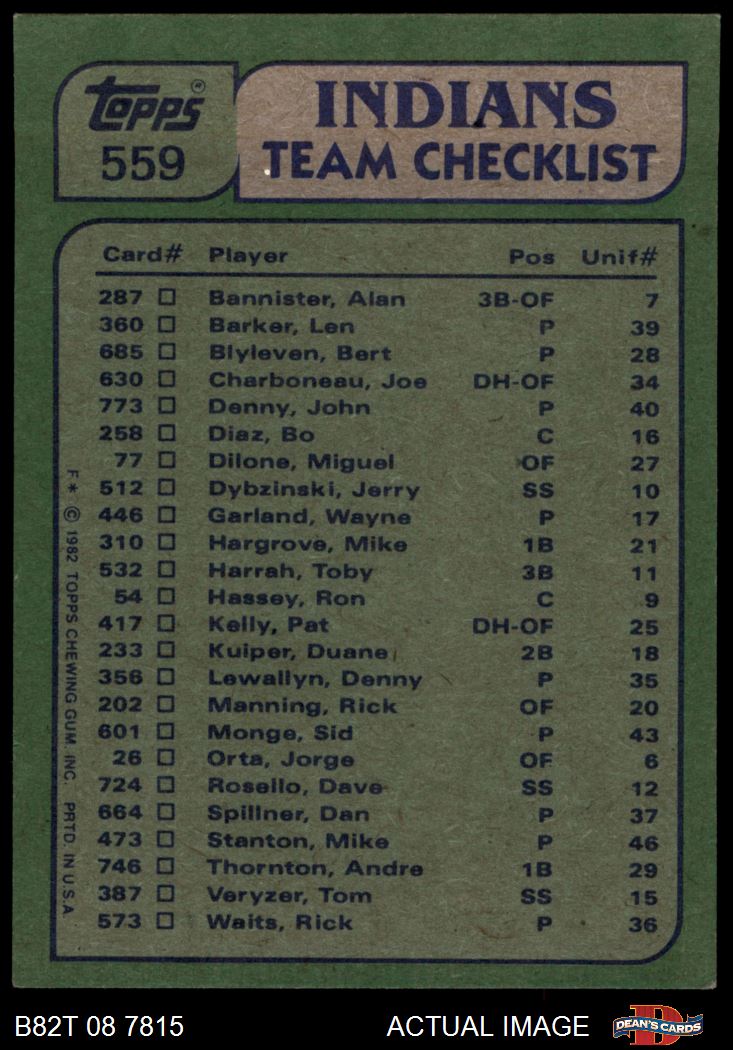 Topps®
559
INDIANS
TEAM CHECKLIST
Card# Player Pos Unif#
287 Bannister, Alan 3B-OF 7
360 Barker, Len P 39
685 Blyleven, Bert P 28
630 Charboneau, Joe DH-OF 34
773 Denny, John P 40
258 Diaz, Bo C 16
77 Dilone, Miguel OF 27
512 Dybzinski, Jerry SS 10
446 Garland, Wayne P 17
310 Hargrove, Mike 1B 21
532 Harrah, Toby 3B 11
54 Hassey, Ron C 9
417 Kelly, Pat DH-OF 25
233 Kuiper, Duane 2B 18
356 Lewallyn, Denny P 35
202 Manning, Rick OF 20
601 Monge, Sid P 43
26 Orta, Jorge OF 6
724 Rosello, Dave SS 12
664 Spillner, Dan P 37
473 Stanton, Mike P 46
746 Thornton, Andre 1B 29
387 Veryzer, Tom SS 15
573 Waits, Rick P 36
F* © 1982 TOPPS CHEWING GUM, INC. PRTD. IN U.S.A.
B82T 08 7815 ACTUAL IMAGE
DEAN'S CARDS